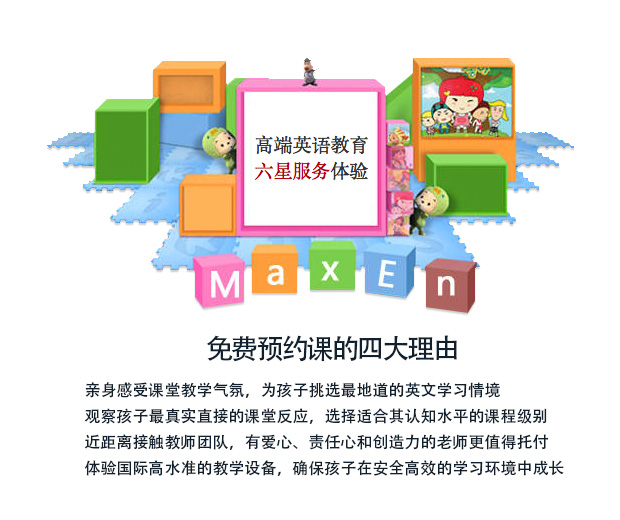 高端英语教育
六星服务体验
MaxEn
免费预约课的四大理由
亲身感受课堂教学气氛，为孩子挑选最地道的英文学习情境
观察孩子最真实直接的课堂反应，选择适合其认知水平的课程级别
近距离接触教师团队，有爱心、责任心和创造力的老师更值得托付
体验国际高水准的教学设备，确保孩子在安全高效的学习环境中成长